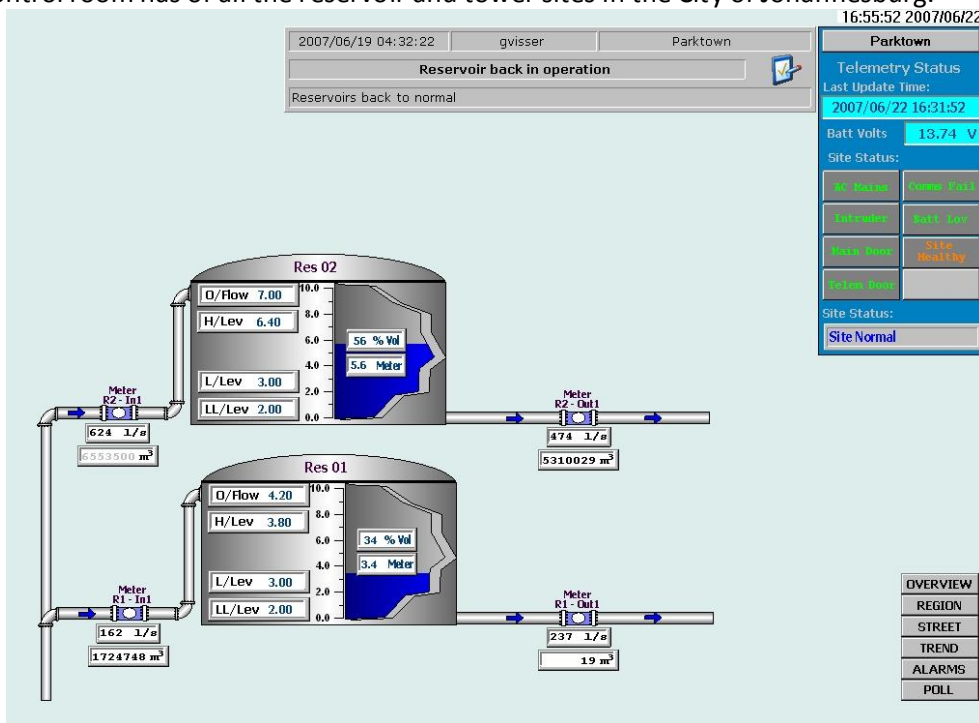 ontrol room has of all the reservoir and tower sites in the City of Johannesburg.
16:55:52 2007/06/22
2007/06/19 04:32:22 gvisser Parktown
Reservoir back in operation
Reservoirs back to normal
Parktown
Telemetry Status
Last Update Time:
2007/06/22 16:31:52
Batt Volts 13.74 V
Site Status:
AC Mains Comms Fail
Intruder Batt Low
Main Door Site Healthy
Telem Door
Site Status:
Site Normal
Res 02
O/Flow 7.00
H/Lev 6.40
L/Lev 3.00
LL/Lev 2.00
10.0
8.0
6.0
4.0
2.0
0.0
56 % Vol
5.6 Meter
Meter
R2-In1
624 l/s
6553500 m³
Meter
R2-Out1
474 l/s
5310029 m³
Res 01
O/Flow 4.20
H/Lev 3.80
L/Lev 3.00
LL/Lev 2.00
10.0
8.0
6.0
4.0
2.0
0.0
34 % Vol
3.4 Meter
Meter
R1-In1
162 l/s
1724748 m³
Meter
R1-Out1
237 l/s
19 m³
OVERVIEW
REGION
STREET
TREND
ALARMS
POLL